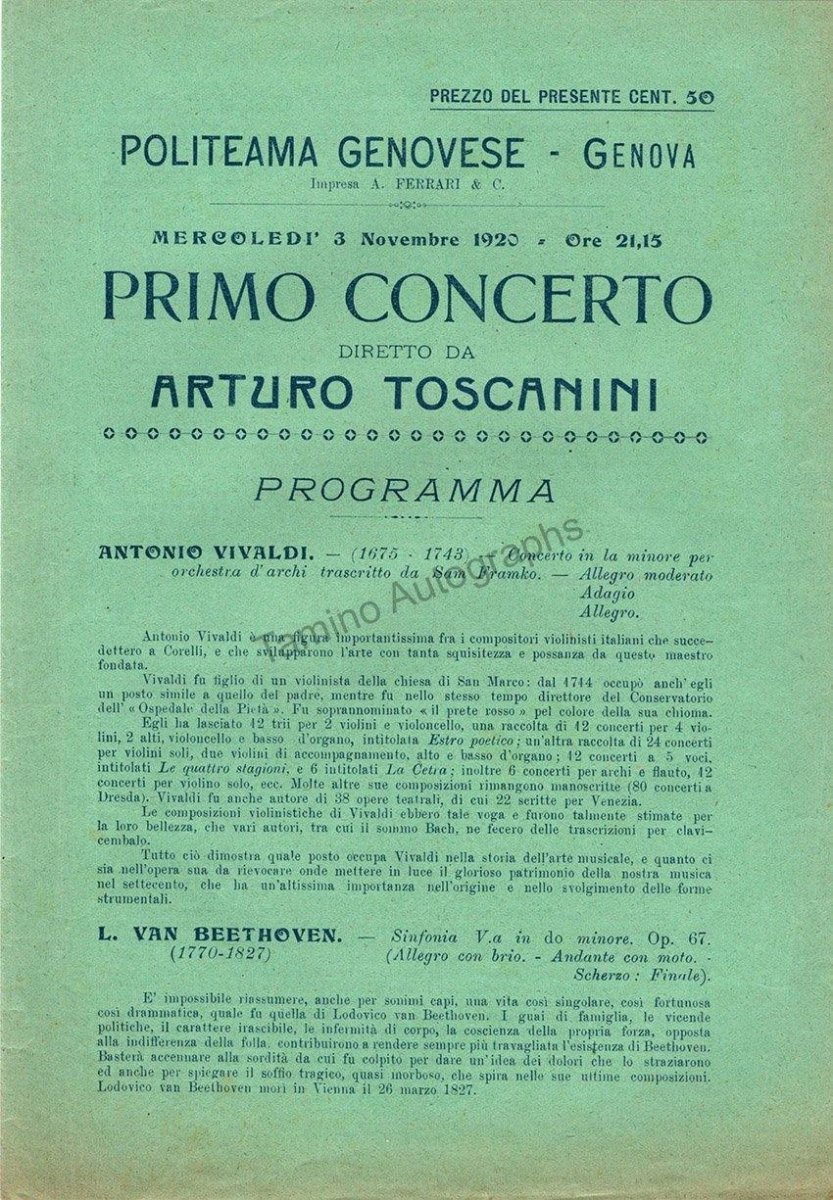 PREZZO DEL PRESENTE CENT. 50
POLITEAMA GENOVESE - GENOVA
Impresa A. FERRARI & C.
MERCOLEDI' 3 Novembre 1920 - Ore 21,15
PRIMO CONCERTO
DIRETTO DA
ARTURO TOSCANINI
PROGRAMMA
ANTONIO VIVALDI. — (1675 - 1743) — Concerto in la minore per
orchestra d'archi trascritto da Sam Framko. — Allegro moderato
Adagio
Allegro.
Tamino Autographs
Antonio Vivaldi è una figura importantissima fra i compositori violinisti italiani che succe-
dettero a Corelli, e che svilupparono l'arte con tanta squisitezza e possanza da questo maestro
fondata.
Vivaldi fu figlio di un violinista della chiesa di San Marco: dal 1714 occupò anch'egli
un posto simile a quello del padre, mentre fu nello stesso tempo direttore del Conservatorio
dell'«Ospedale della Pietà». Fu soprannominato «il prete rosso» pel colore della sua chioma.
Egli ha lasciato 12 trii per 2 violini e violoncello, una raccolta di 12 concerti per 4 vio-
lini, 2 alti, violoncello e basso d'organo, intitolata Estro poetico; un'altra raccolta di 24 concerti
per violini soli, due violini di accompagnamento, alto e basso d'organo; 12 concerti a 5 voci,
intitolati Le quattro stagioni, e 6 intitolati La Cetra; inoltre 6 concerti per archi e flauto, 12
concerti per violino solo, ecc. Molte altre sue composizioni rimangono manoscritte (80 concerti a
Dresda). Vivaldi fu anche autore di 38 opere teatrali, di cui 22 scritte per Venezia.
Le composizioni violinistiche di Vivaldi ebbero tale voga e furono talmente stimate per
la loro bellezza, che vari autori, tra cui il sommo Bach, ne fecero delle trascrizioni per clavi-
cembalo.
Tutto ciò dimostra quale posto occupa Vivaldi nella storia dell'arte musicale, e quanto ci
sia nell'opera sua da rievocare onde mettere in luce il glorioso patrimonio della nostra musica
nel settecento, che ha un'altissima importanza nell'origine e nello svolgimento delle forme
strumentali.
L. VAN BEETHOVEN. — Sinfonia V.a in do minore. Op. 67.
(1770-1827) (Allegro con brio. - Andante con moto. -
Scherzo: Finale).
E' impossibile riassumere, anche per sommi capi, una vita così singolare, così fortunosa
così drammatica, quale fu quella di Lodovico van Beethoven. I guai di famiglia, le vicende
politiche, il carattere irascibile, le infermità di corpo, la coscienza della propria forza, opposta
alla indifferenza della folla. contribuirono a rendere sempre più travagliata l'esistenza di Beethoven.
Basterà accennare alla sordità da cui fu colpito per dare un'idea dei dolori che lo straziarono
ed anche per spiegare il soffio tragico, quasi morboso, che spira nelle sue ultime composizioni.
Lodovico van Beethoven morì in Vienna il 26 marzo 1827.